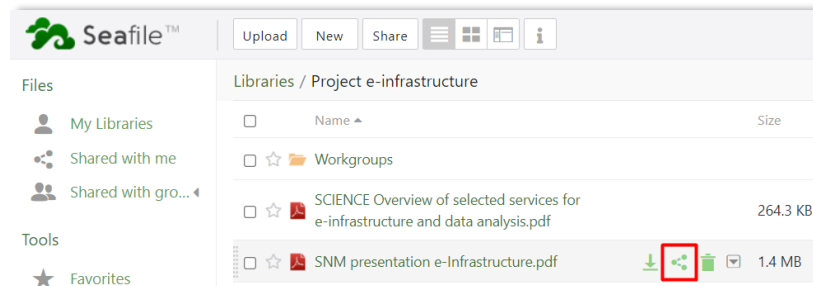 Seafile™
Upload New Share
Files
Libraries / Project e-infrastructure
My Libraries
Name Size
Shared with me
Workgroups
Shared with gro...
SCIENCE Overview of selected services for
e-infrastructure and data analysis.pdf 264.3 KB
Tools
SNM presentation e-Infrastructure.pdf 1.4 MB
Favorites